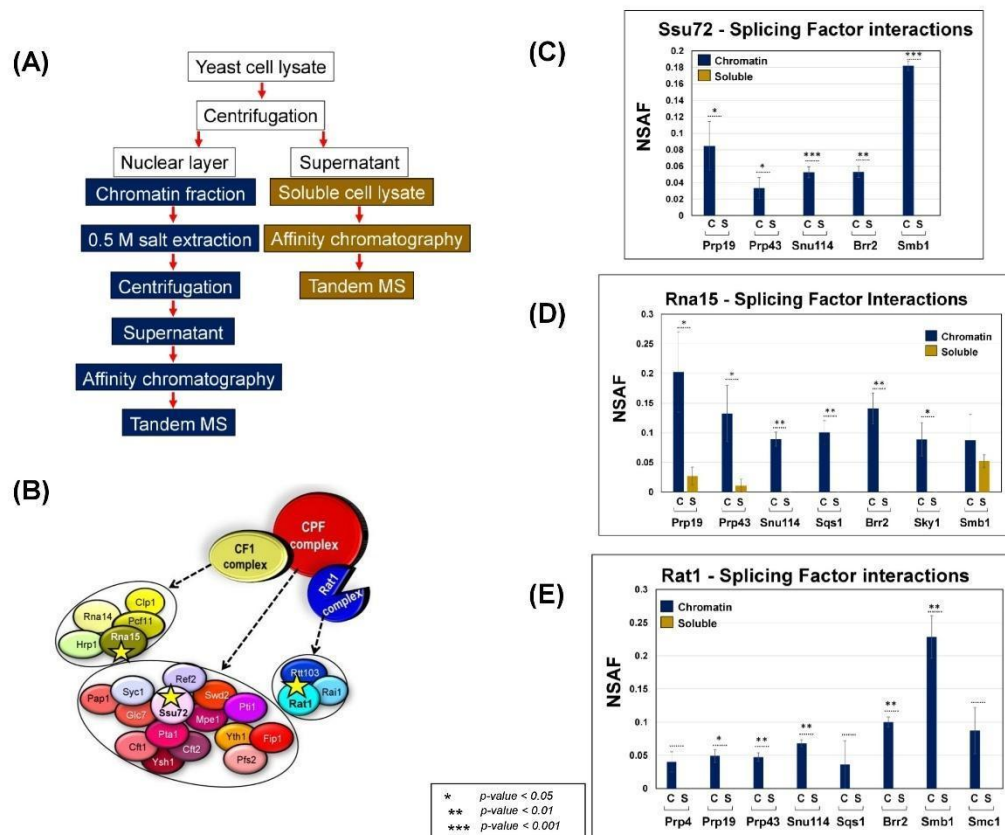 (A)
Yeast cell lysate
Centrifugation
Nuclear layer
Supernatant
Chromatin fraction
Soluble cell lysate
0.5 M salt extraction
Affinity chromatography
Centrifugation
Tandem MS
Supernatant
Affinity chromatography
Tandem MS
(B)
CPF
complex
CF1
complex
Rat1
complex
Clp1
Rna14
Pcf11
Hrp1
Rna15
Rtt103
Rat1
Rai1
Ref2
Syc1
Swd2
Pap1
Glc7
Ssu72
Mpe1
Pti1
Pta1
Yth1
Fip1
Cft1
Cft2
Ysh1
Pfs2
* p-value < 0.05
** p-value < 0.01
*** p-value < 0.001
(C)
Ssu72 - Splicing Factor interactions
Chromatin
Soluble
NSAF
0.2
0.18
0.16
0.14
0.12
0.1
0.08
0.06
0.04
0.02
0
* * *** ** ***
C S C S C S C S C S
Prp19 Prp43 Snu114 Brr2 Smb1
(D)
Rna15 - Splicing Factor Interactions
Chromatin
Soluble
NSAF
0.3
0.25
0.2
0.15
0.1
0.05
0
* * ** ** ** *
C S C S C S C S C S C S C S
Prp19 Prp43 Snu114 Sqs1 Brr2 Sky1 Smb1
(E)
Rat1 - Splicing Factor interactions
Chromatin
Soluble
NSAF
0.3
0.25
0.2
0.15
0.1
0.05
0
* ** ** ** **
C S C S C S C S C S C S C S C S
Prp4 Prp19 Prp43 Snu114 Sqs1 Brr2 Smb1 Smc1